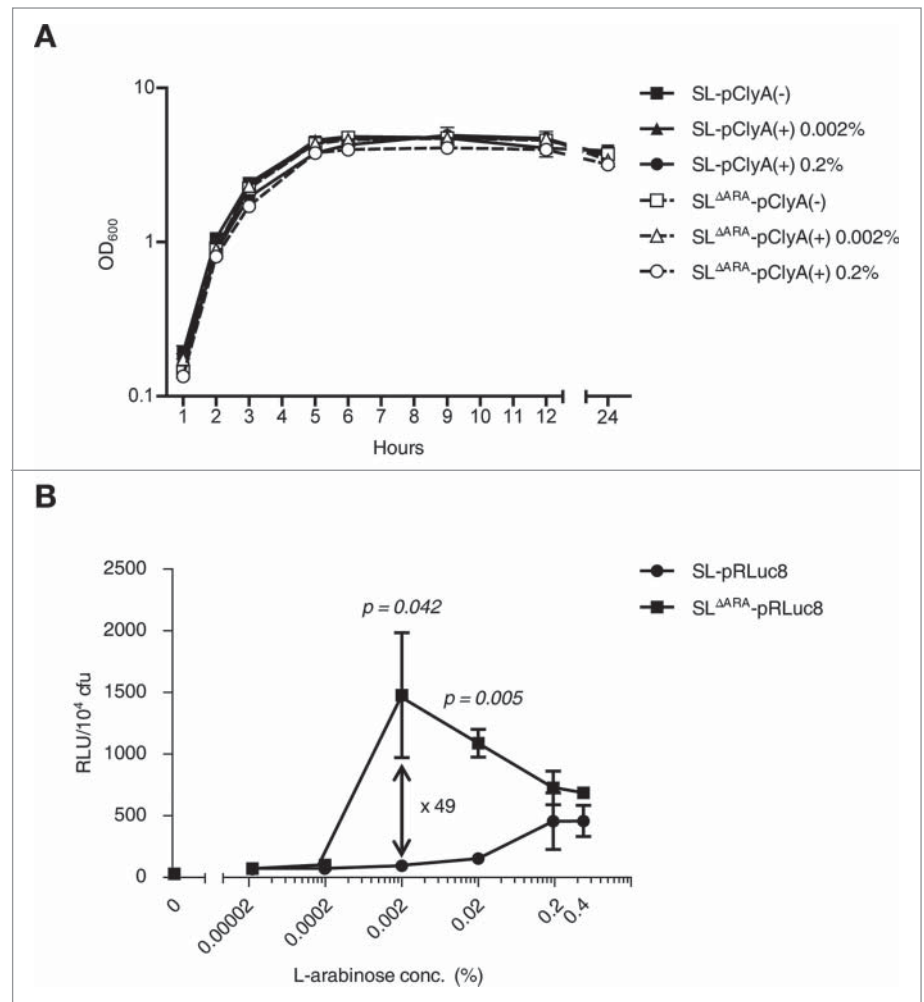 A
10
1
0.1
OD600
1 2 3 4 5 6 7 8 9 10 11 12 24
Hours
SL-pClyA(-)
SL-pClyA(+) 0.002%
SL-pClyA(+) 0.2%
SLΔARA-pClyA(-)
SLΔARA-pClyA(+) 0.002%
SLΔARA-pClyA(+) 0.2%
B
2500
2000
1500
1000
500
0
RLU/10⁴ cfu
p = 0.042
p = 0.005
x 49
0 0.00002 0.0002 0.002 0.02 0.2 0.4
L-arabinose conc. (%)
SL-pRLuc8
SLΔARA-pRLuc8